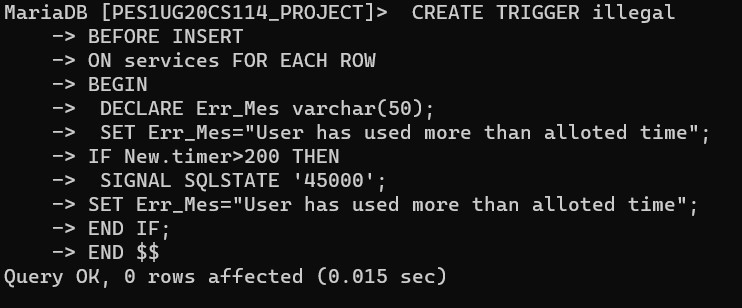 MariaDB [PES1UG20CS114_PROJECT]>  CREATE TRIGGER illegal
    -> BEFORE INSERT
    -> ON services FOR EACH ROW
    -> BEGIN
    ->  DECLARE Err_Mes varchar(50);
    ->  SET Err_Mes="User has used more than alloted time";
    -> IF New.timer>200 THEN
    ->  SIGNAL SQLSTATE '45000';
    -> SET Err_Mes="User has used more than alloted time";
    -> END IF;
    -> END $$
Query OK, 0 rows affected (0.015 sec)